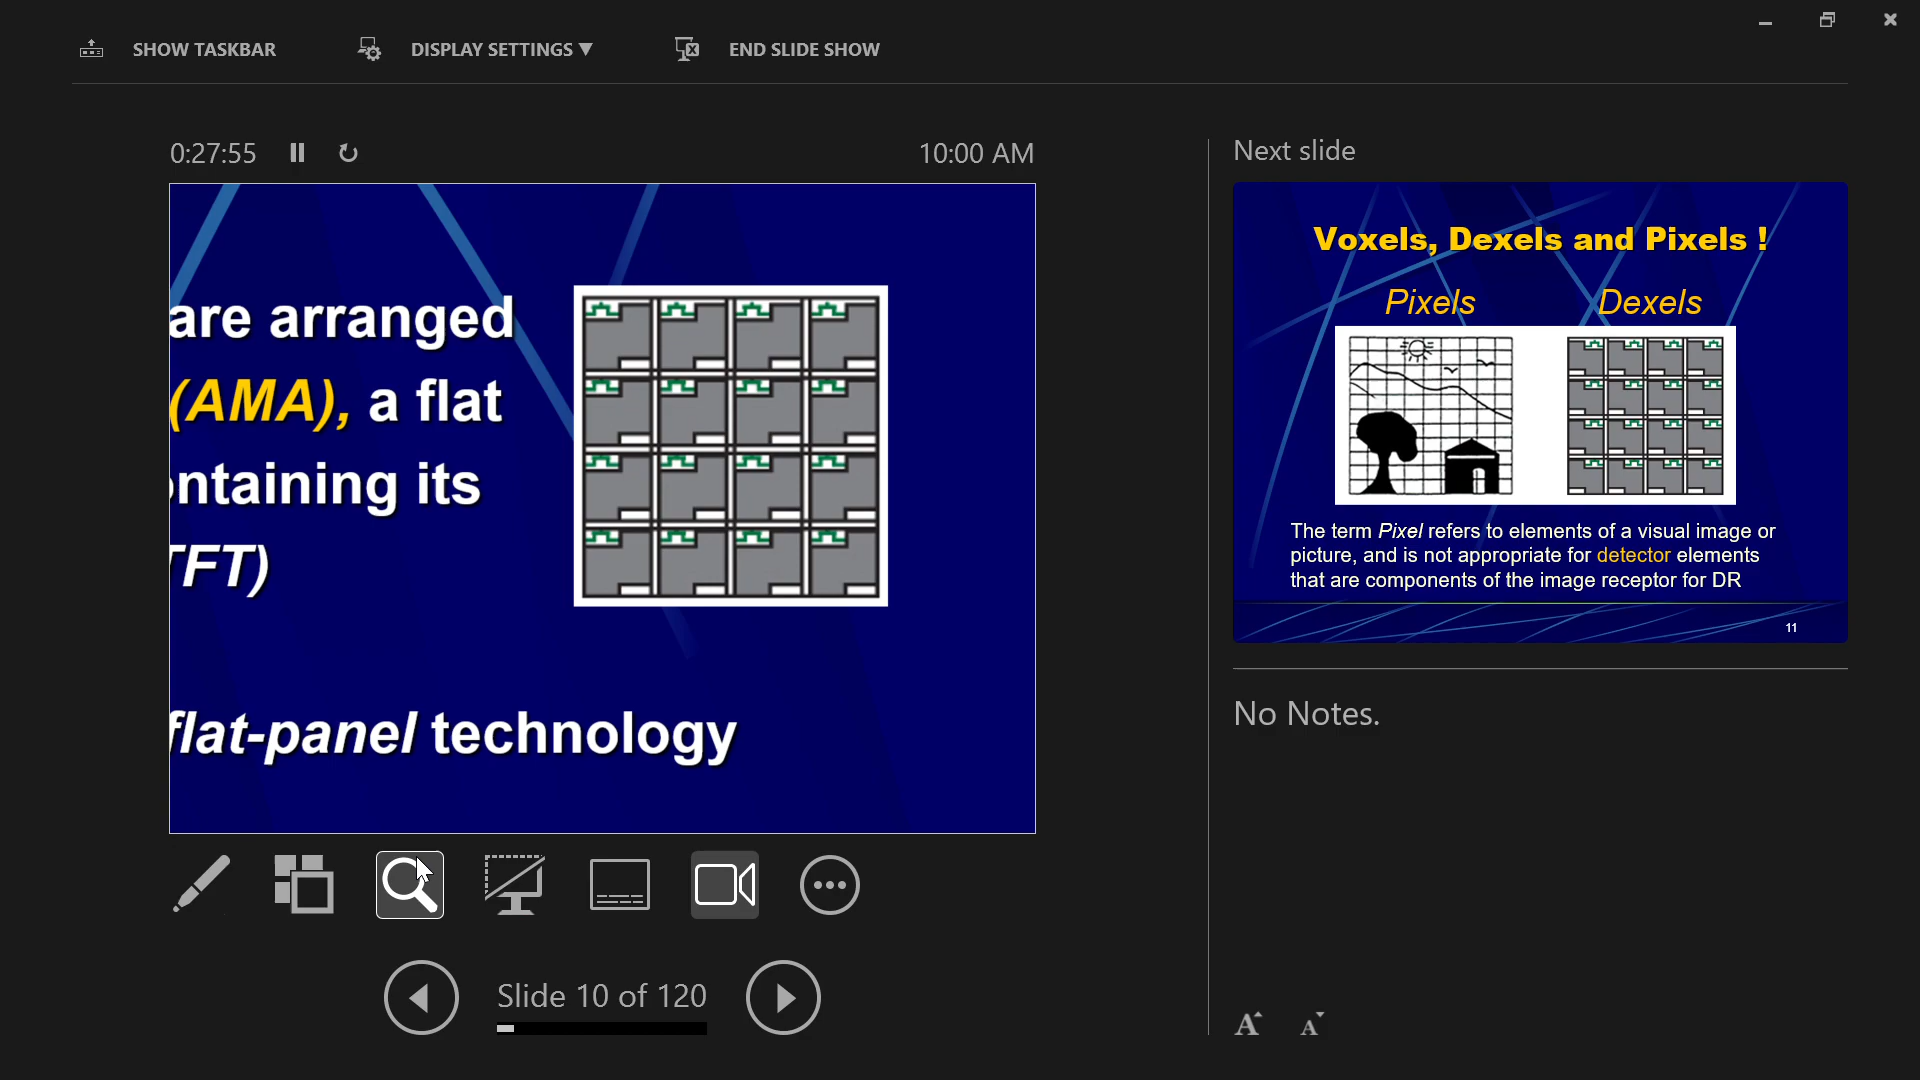 SHOW TASKBAR
DISPLAY SETTINGS ▼
END SLIDE SHOW
0:27:55
10:00 AM
are arranged
(AMA), a flat
ontaining its
TFT)
flat-panel technology
Next slide
Voxels, Dexels and Pixels !
Pixels
Dexels
The term Pixel refers to elements of a visual image or
picture, and is not appropriate for detector elements
that are components of the image receptor for DR
11
No Notes.
Slide 10 of 120
A A